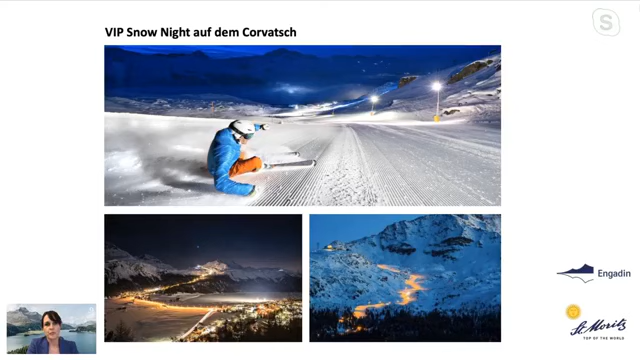 VIP Snow Night auf dem Corvatsch
S
Engadin
St. Moritz
TOP OF THE WORLD